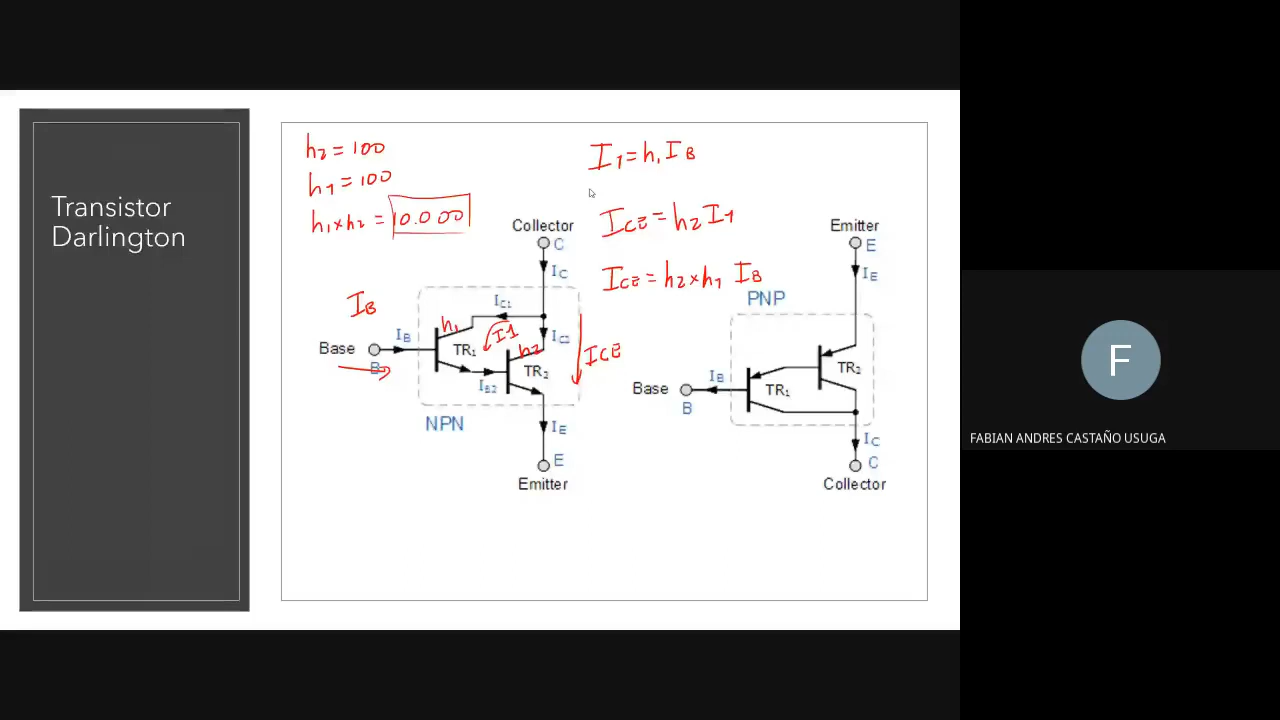 Transistor
Darlington
h2 = 100
h1 = 100
h1 x h2 = 10.000
I1 = h1 IB
ICE = h2 I1
ICE = h2 x h1 IB
IB
Collector
C
IC
IC1
h1
I1
IC2
h2
ICE
IB
Base
B
TR1
TR2
IB2
NPN
IE
E
Emitter
Emitter
E
IE
PNP
TR2
IB
Base
B
TR1
IC
C
Collector
F
FABIAN ANDRES CASTAÑO USUGA